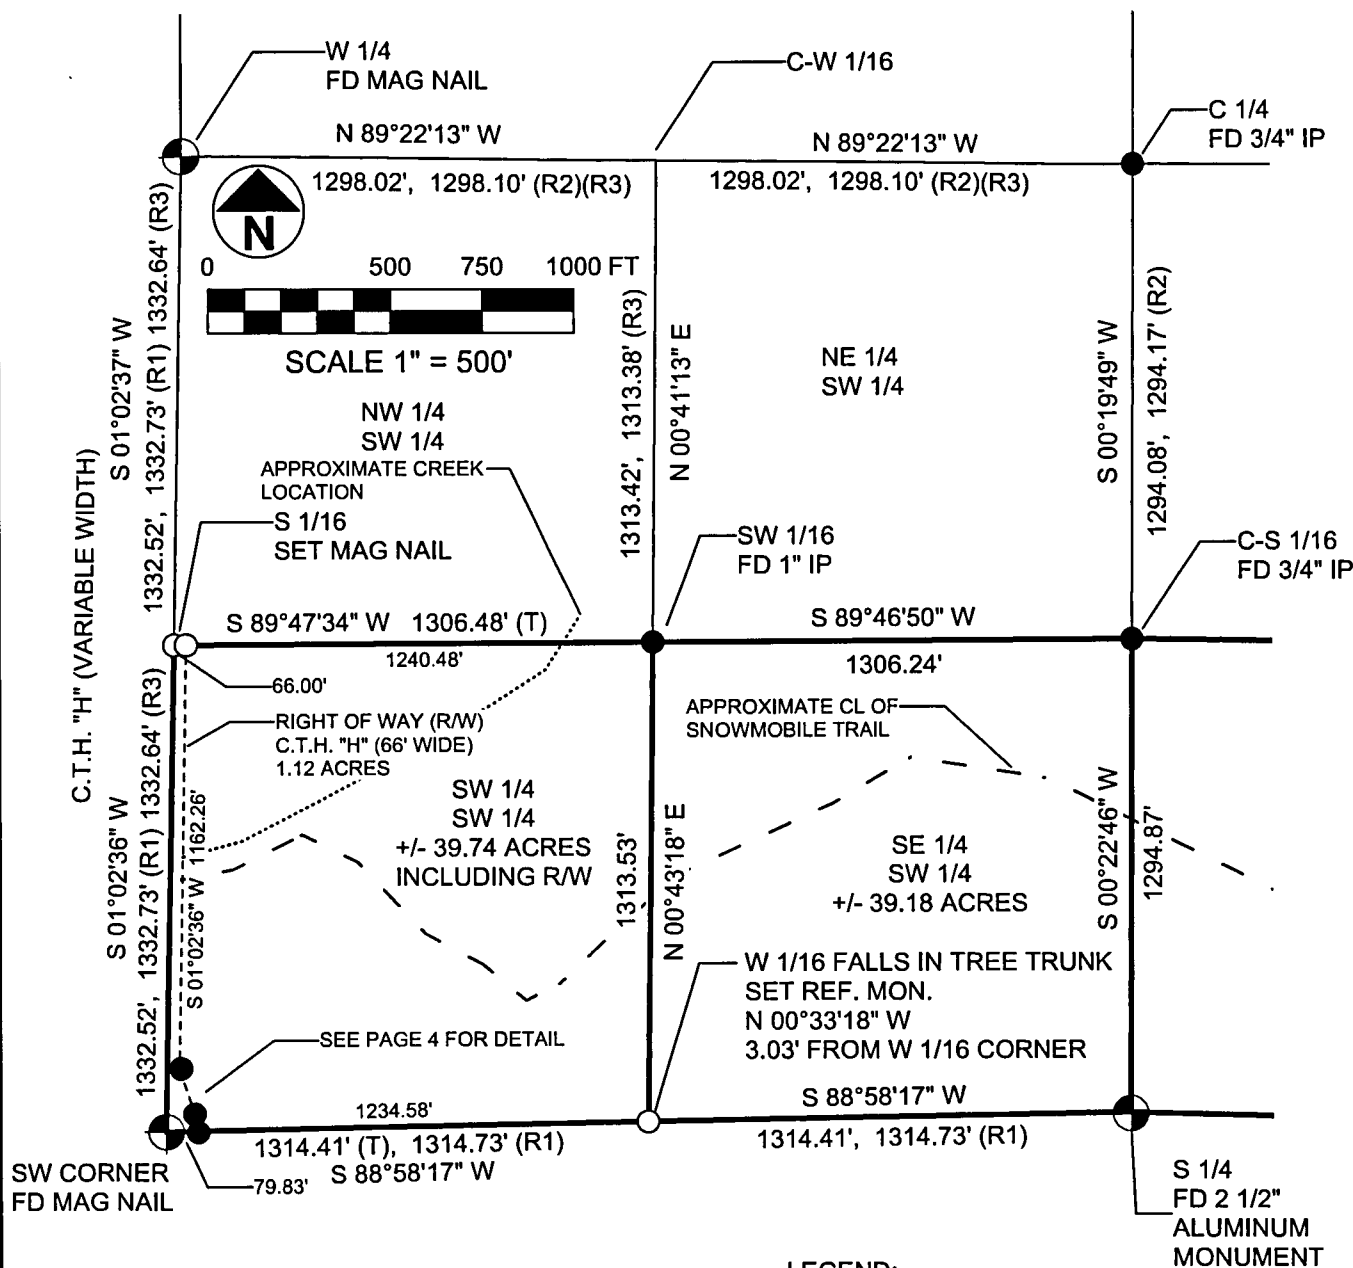 W 1/4
FD MAG NAIL
C-W 1/16
C 1/4
FD 3/4" IP
N 89°22'13" W
N 89°22'13" W
1298.02', 1298.10' (R2)(R3)
1298.02', 1298.10' (R2)(R3)
N
0 500 750 1000 FT
SCALE 1" = 500'
S 01°02'37" W
1332.52', 1332.73' (R1) 1332.64' (R3)
1313.42', 1313.38' (R3)
N 00°41'13" E
NE 1/4
SW 1/4
S 00°19'49" W
1294.08', 1294.17' (R2)
NW 1/4
SW 1/4
APPROXIMATE CREEK
LOCATION
S 1/16
SET MAG NAIL
SW 1/16
FD 1" IP
C-S 1/16
FD 3/4" IP
C.T.H. "H" (VARIABLE WIDTH)
S 89°47'34" W 1306.48' (T)
1240.48'
S 89°46'50" W
1306.24'
66.00'
RIGHT OF WAY (R/W)
C.T.H. "H" (66' WIDE)
1.12 ACRES
APPROXIMATE CL OF
SNOWMOBILE TRAIL
S 01°02'36" W
1332.52', 1332.73' (R1) 1332.64' (R3)
S 01°02'36" W 1162.26'
SW 1/4
SW 1/4
+/- 39.74 ACRES
INCLUDING R/W
1313.53'
N 00°43'18" E
SE 1/4
SW 1/4
+/- 39.18 ACRES
S 00°22'46" W
1294.87'
W 1/16 FALLS IN TREE TRUNK
SET REF. MON.
N 00°33'18" W
3.03' FROM W 1/16 CORNER
SEE PAGE 4 FOR DETAIL
1234.58'
1314.41' (T), 1314.73' (R1)
S 88°58'17" W
S 88°58'17" W
1314.41', 1314.73' (R1)
SW CORNER
FD MAG NAIL
79.83'
S 1/4
FD 2 1/2"
ALUMINUM
MONUMENT
LEGEND: